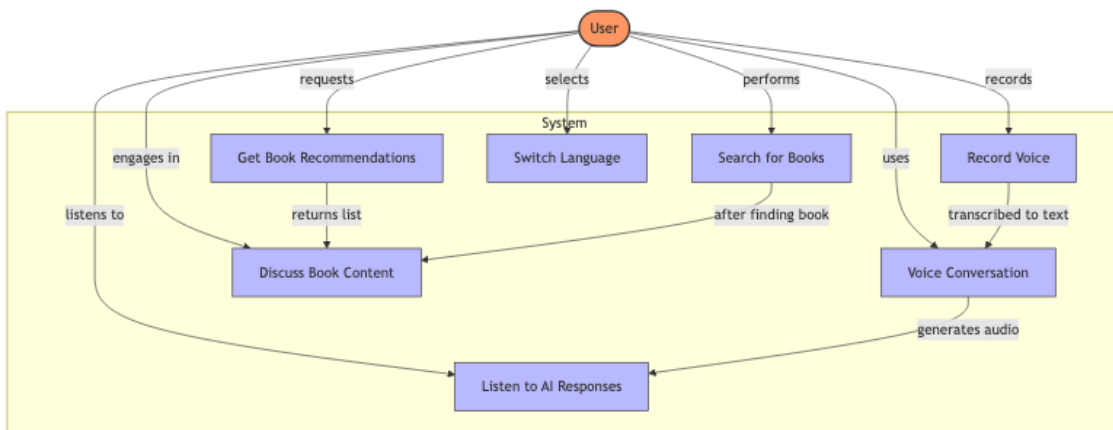 User
requests
selects
performs
records
System
Get Book Recommendations
Switch Language
Search for Books
Record Voice
engages in
uses
listens to
returns list
after finding book
transcribed to text
Discuss Book Content
Voice Conversation
generates audio
Listen to AI Responses